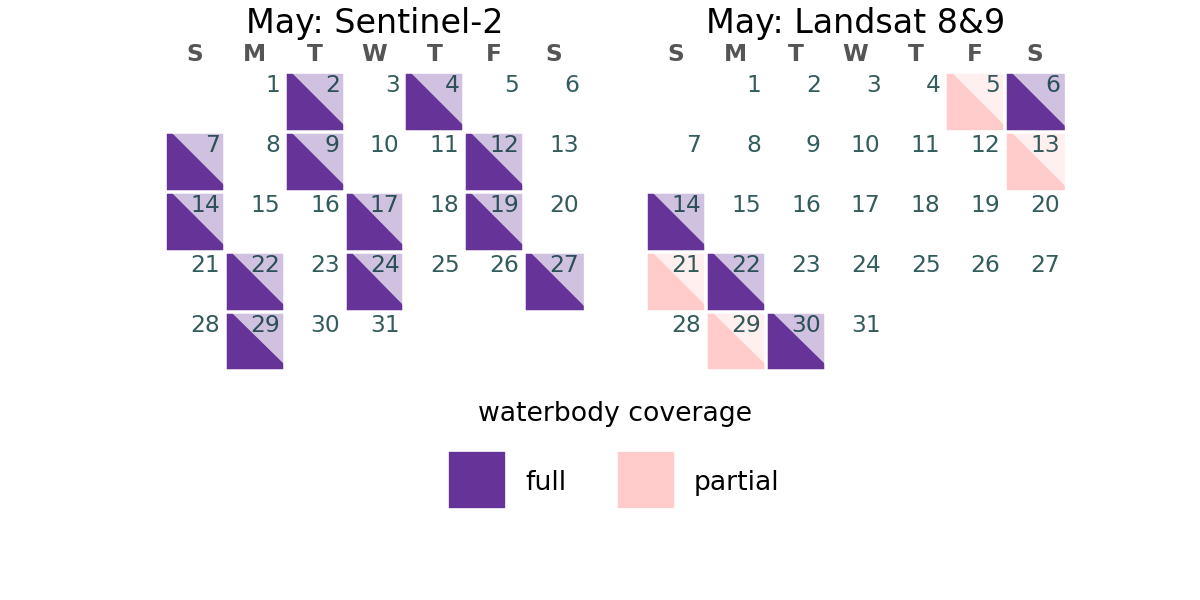 May: Sentinel-2
S M T W T F S
1 2 3 4 5 6
7 8 9 10 11 12 13
14 15 16 17 18 19 20
21 22 23 24 25 26 27
28 29 30 31
May: Landsat 8&9
S M T W T F S
1 2 3 4 5 6
7 8 9 10 11 12 13
14 15 16 17 18 19 20
21 22 23 24 25 26 27
28 29 30 31
waterbody coverage
full partial